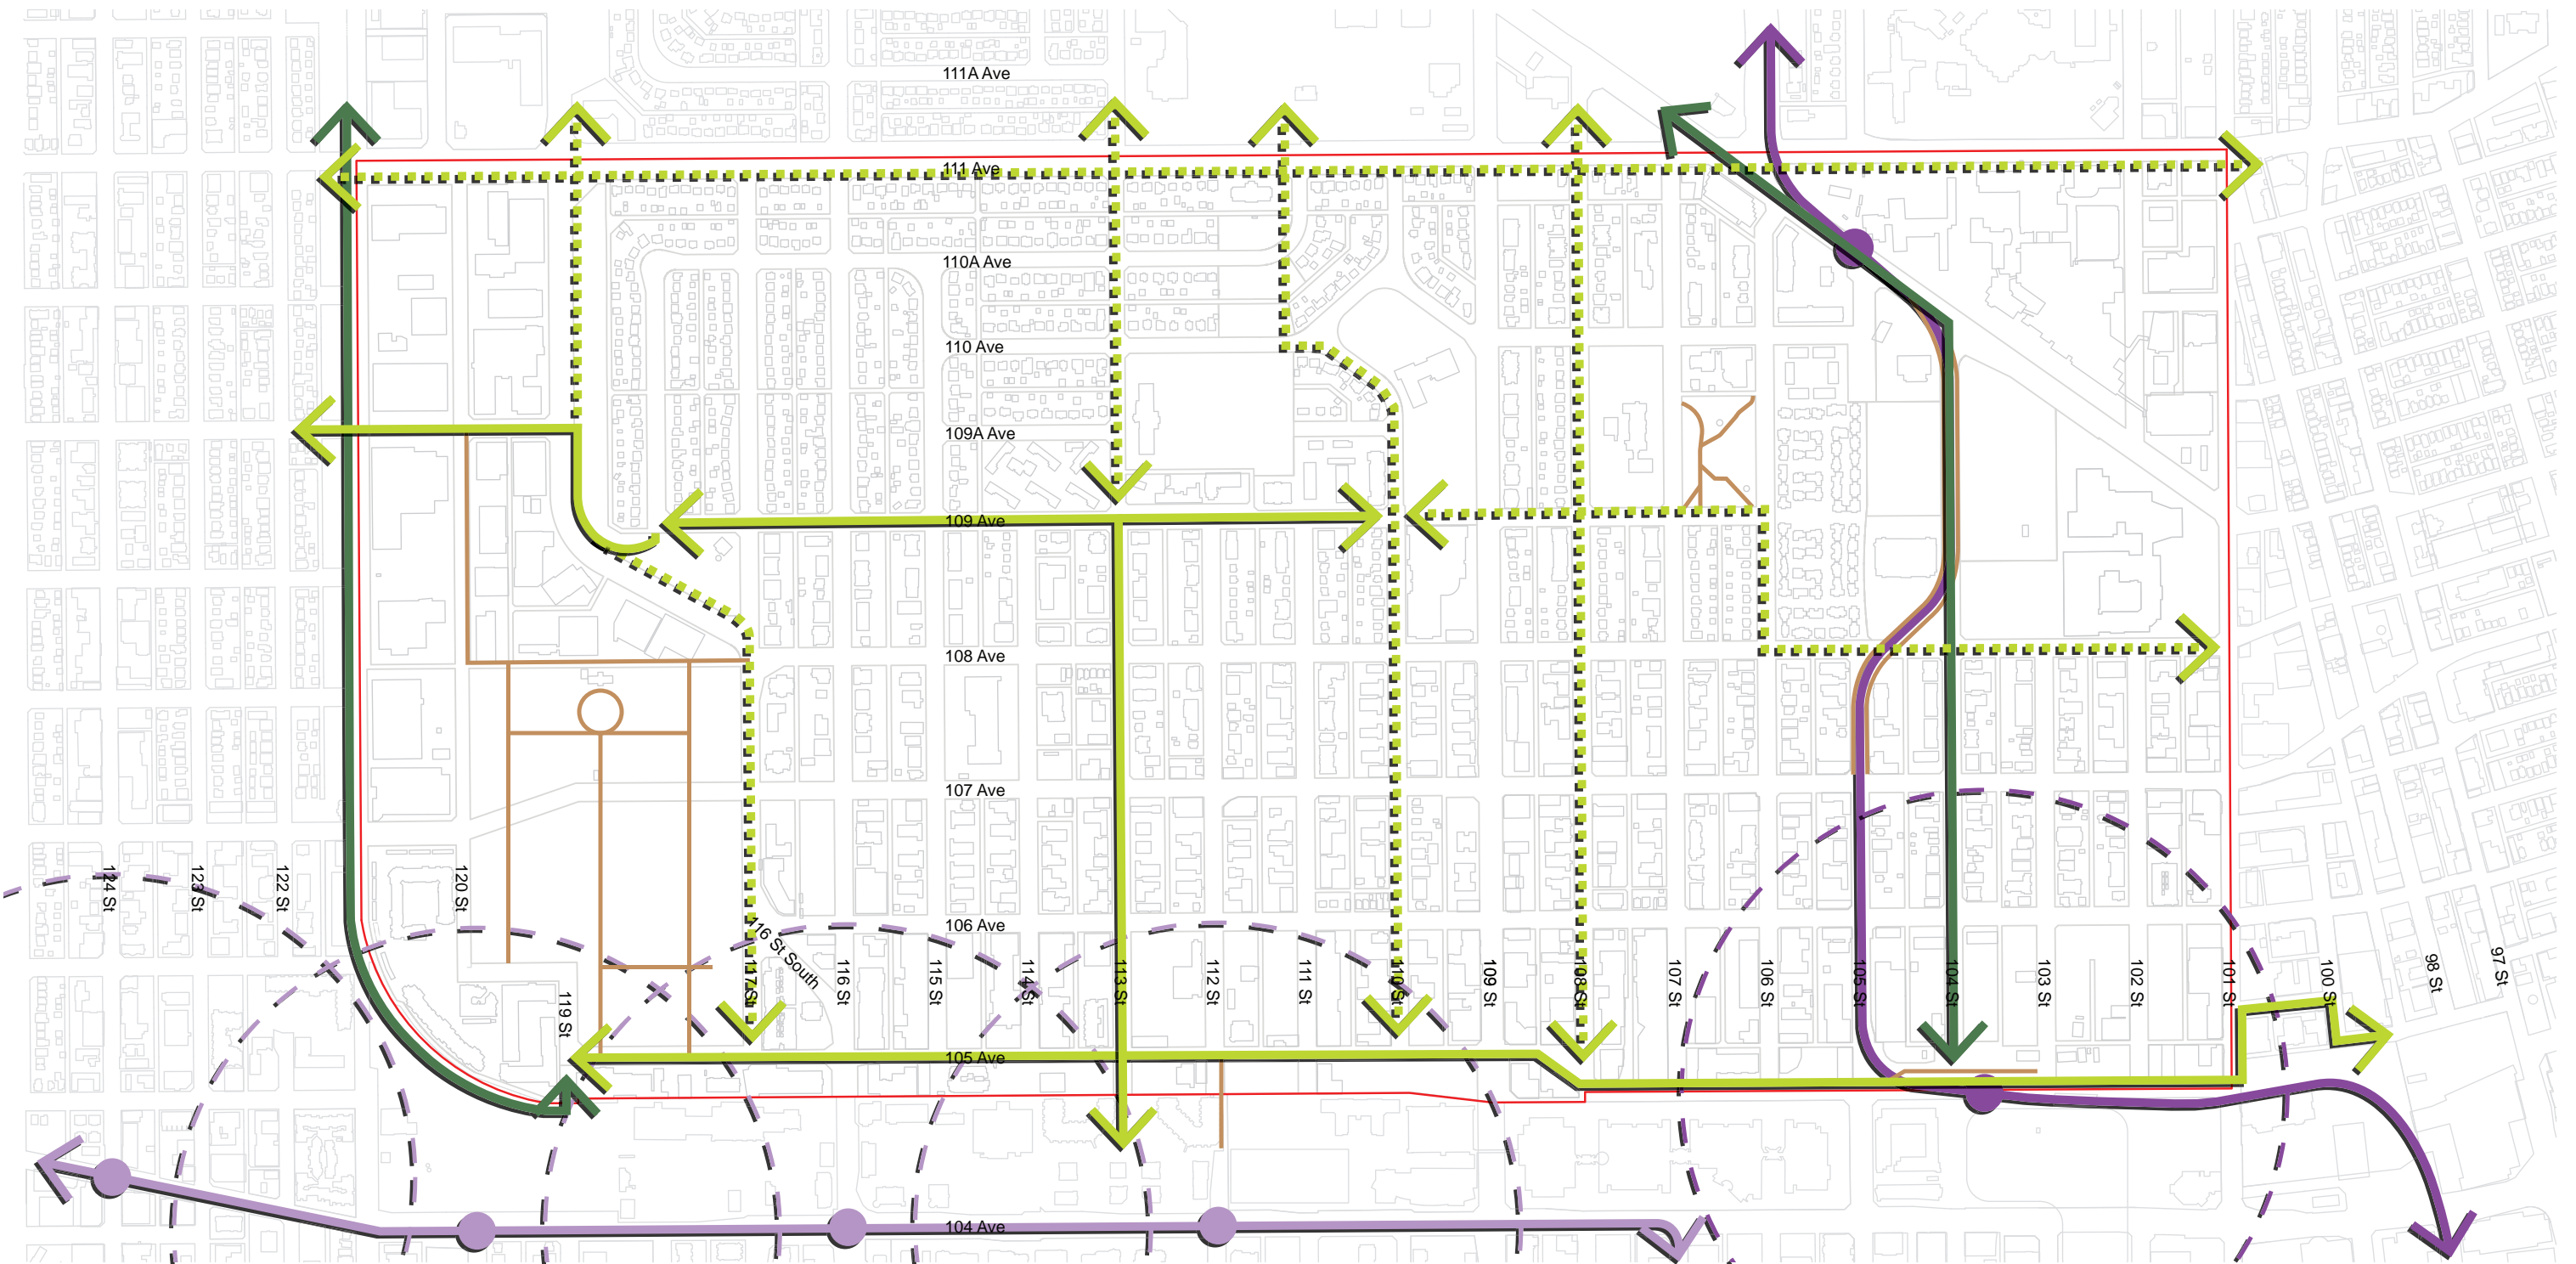 111A Ave
111 Ave
110A Ave
110 Ave
109A Ave
109 Ave
108 Ave
107 Ave
106 Ave
105 Ave
104 Ave
124 St
123 St
122 St
120 St
119 St
117 St
116 St South
116 St
115 St
114 St
113 St
112 St
111 St
110 St
109 St
108 St
107 St
106 St
105 St
104 St
103 St
102 St
101 St
100 St
98 St
97 St